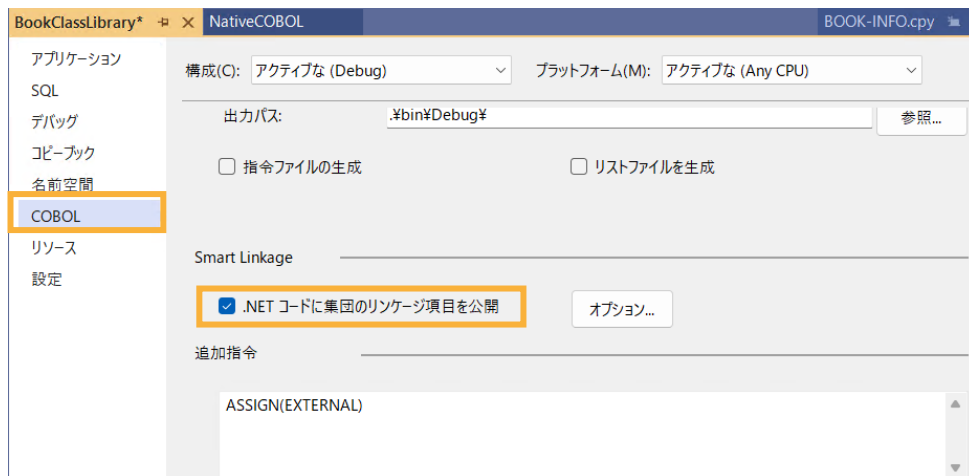 BookClassLibrary* NativeCOBOL BOOK-INFO.cpy
アプリケーション
SQL
デバッグ
コピーブック
名前空間
COBOL
リソース
設定
構成(C): アクティブな (Debug) プラットフォーム(M): アクティブな (Any CPU)
出力パス: .¥bin¥Debug¥ 参照...
指令ファイルの生成 リストファイルを生成
Smart Linkage
.NET コードに集団のリンケージ項目を公開 オプション...
追加指令
ASSIGN(EXTERNAL)